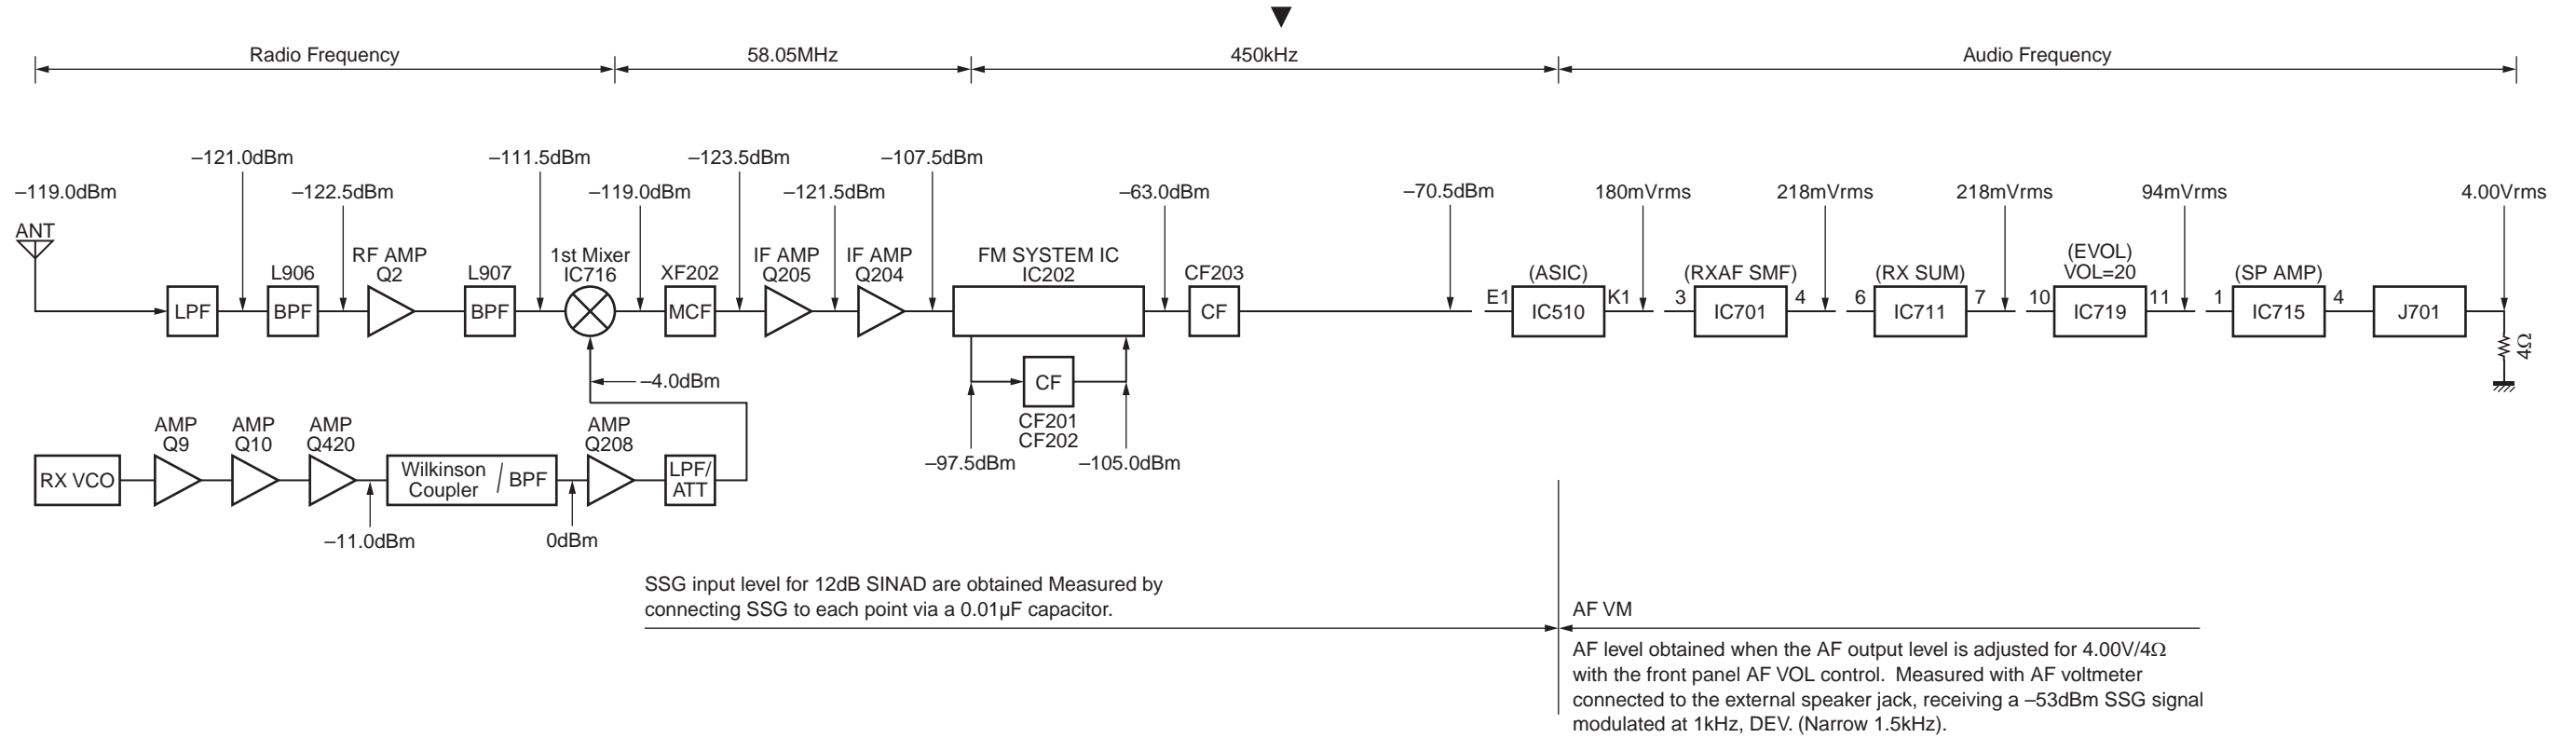 Radio Frequency
58.05MHz
450kHz
Audio Frequency
–121.0dBm
–111.5dBm
–123.5dBm
–107.5dBm
–119.0dBm
–122.5dBm
–119.0dBm
–121.5dBm
–63.0dBm
–70.5dBm
180mVrms
218mVrms
218mVrms
94mVrms
4.00Vrms
ANT
LPF
L906
BPF
RF AMP
Q2
L907
BPF
1st Mixer
IC716
XF202
MCF
IF AMP
Q205
IF AMP
Q204
FM SYSTEM IC
IC202
CF203
CF
(ASIC)
E1
IC510
K1
(RXAF SMF)
3
IC701
4
(RX SUM)
6
IC711
7
(EVOL)
VOL=20
10
IC719
11
(SP AMP)
1
IC715
4
J701
4Ω
–4.0dBm
CF
CF201
CF202
–97.5dBm
–105.0dBm
RX VCO
AMP
Q9
AMP
Q10
AMP
Q420
Wilkinson
Coupler / BPF
AMP
Q208
LPF/
ATT
–11.0dBm
0dBm
SSG input level for 12dB SINAD are obtained Measured by
connecting SSG to each point via a 0.01µF capacitor.
AF VM
AF level obtained when the AF output level is adjusted for 4.00V/4Ω
with the front panel AF VOL control. Measured with AF voltmeter
connected to the external speaker jack, receiving a –53dBm SSG signal
modulated at 1kHz, DEV. (Narrow 1.5kHz).